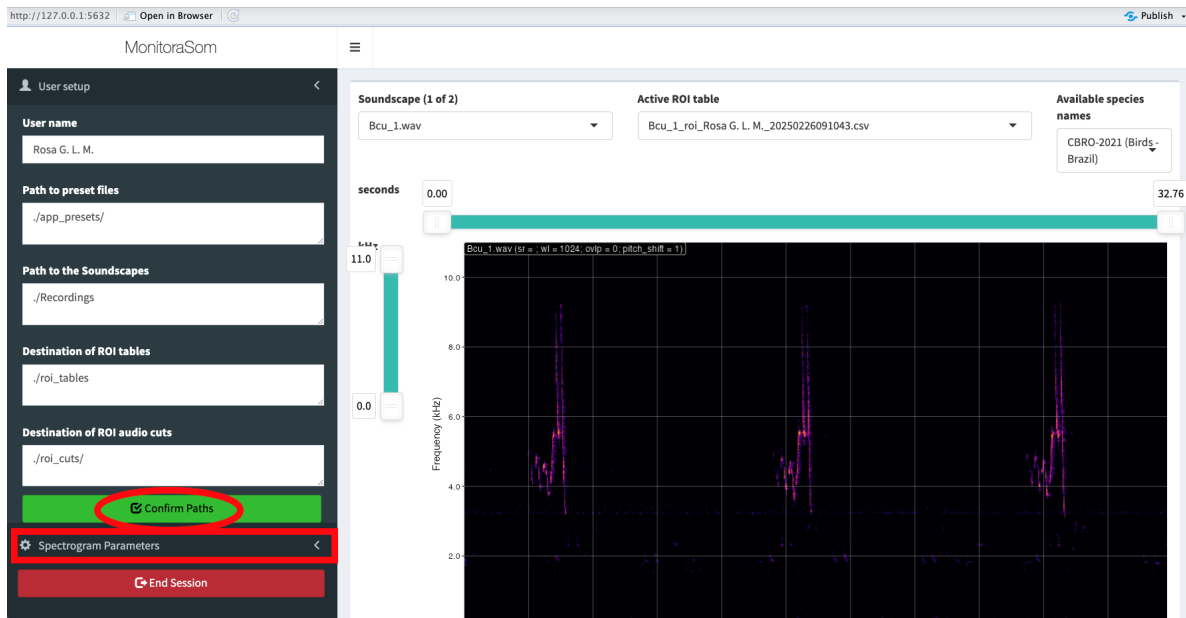 http://127.0.0.1:5632 Open in Browser Publish
MonitoraSom
User setup
User name
Rosa G. L. M.
Path to preset files
./app_presets/
Path to the Soundscapes
./Recordings
Destination of ROI tables
./roi_tables
Destination of ROI audio cuts
./roi_cuts/
Confirm Paths
Spectrogram Parameters
End Session
Soundscape (1 of 2)
Bcu_1.wav
Active ROI table
Bcu_1_roi_Rosa G. L. M._20250226091043.csv
Available species
names
CBRO-2021 (Birds -
Brazil)
seconds
0.00
32.76
kHz
11.0
0.0
Bcu_1.wav (sr = ; wl = 1024; ovlp = 0; pitch_shift = 1)
Frequency (kHz)
10.0
8.0
6.0
4.0
2.0